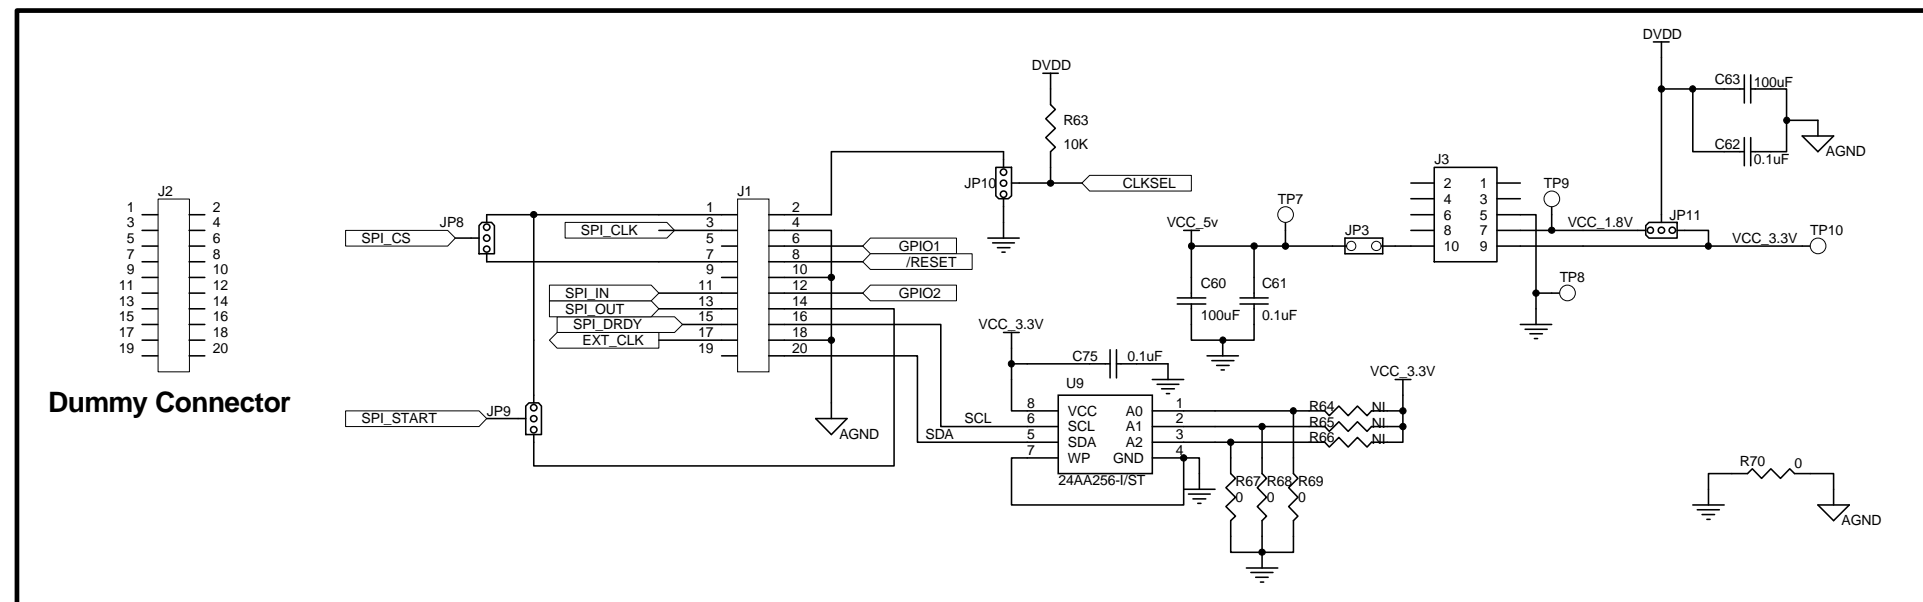 DVDD
C63 100uF
C62 0.1uF
AGND
DVDD
R63
10K
JP10
CLKSEL
J2
1 2
3 4
5 6
7 8
9 10
11 12
13 14
15 16
17 18
19 20
Dummy Connector
SPI_CS
JP8
SPI_START
JP9
J1
1 2
3 4
5 6
7 8
9 10
11 12
13 14
15 16
17 18
19 20
SPI_CLK
SPI_IN
SPI_OUT
SPI_DRDY
EXT_CLK
GPIO1
/RESET
GPIO2
AGND
SCL
SDA
VCC_3.3V
C75 0.1uF
U9
8 VCC A0 1
6 SCL A1 2
5 SDA A2 3
7 WP GND 4
24AA256-I/ST
VCC_5v
TP7
C60
100uF
C61
0.1uF
JP3
J3
2 1
4 3
6 5
8 7
10 9
TP9
VCC_1.8V
JP11
VCC_3.3V
TP10
TP8
VCC_3.3V
R64 NI
R65 NI
R66 NI
R67
0
R68
0
R69
0
R70 0
AGND